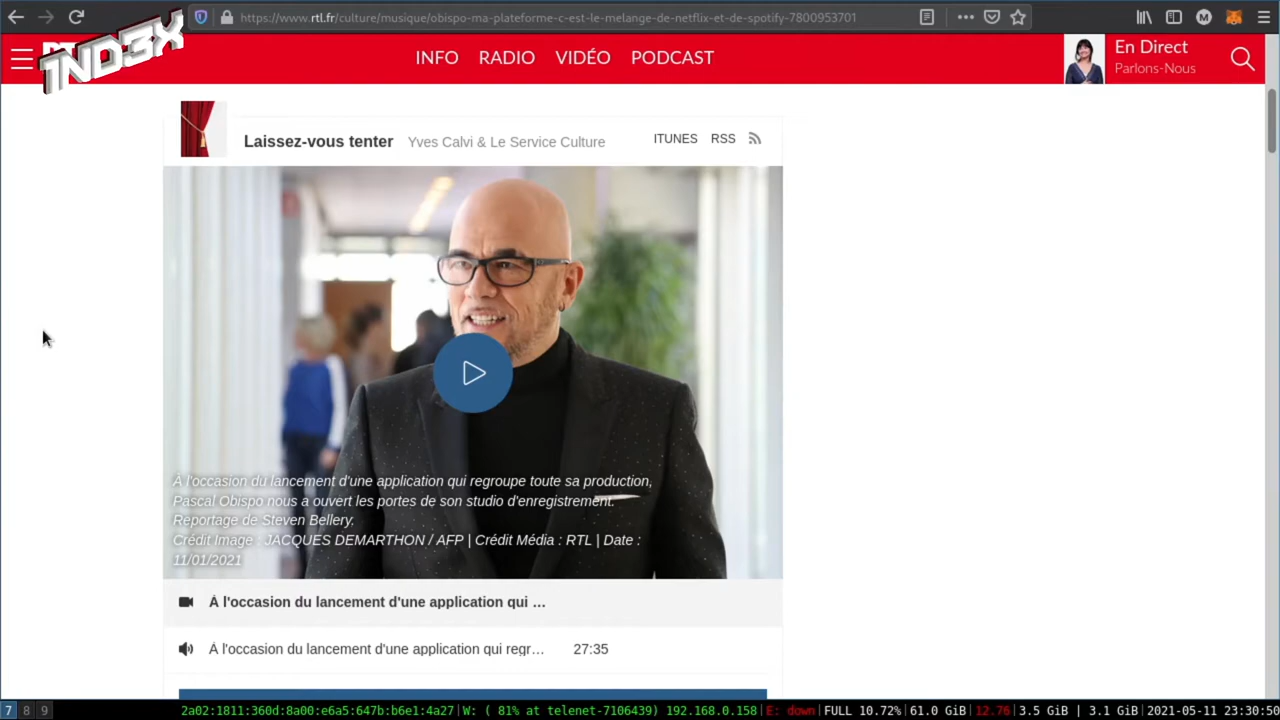 https://www.rtl.fr/culture/musique/obispo-ma-plateforme-c-est-le-melange-de-netflix-et-de-spotify-7800953701
1ND3X
INFO RADIO VIDÉO PODCAST
En Direct
Parlons-Nous
Laissez-vous tenter Yves Calvi & Le Service Culture ITUNES RSS
À l'occasion du lancement d'une application qui regroupe toute sa production,
Pascal Obispo nous a ouvert les portes de son studio d'enregistrement.
Reportage de Steven Bellery,
Crédit Image : JACQUES DEMARTHON / AFP | Crédit Média : RTL | Date :
11/01/2021
À l'occasion du lancement d'une application qui …
À l'occasion du lancement d'une application qui regr… 27:35
7 8 9 2a02:1811:360d:8a00:e6a5:647b:b6e1:4a27|W: ( 81% at telenet-7106439) 192.168.0.158|E: down|FULL 10.72%|61.0 GiB|12.76|3.5 GiB | 3.1 GiB|2021-05-11 23:30:50